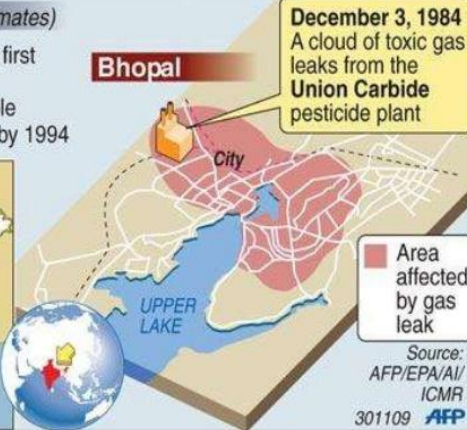 mates)
first
le
by 1994
Bhopal
December 3, 1984
A cloud of toxic gas
leaks from the
Union Carbide
pesticide plant
City
UPPER
LAKE
Area
affected
by gas
leak
Source:
AFP/EPA/AI/
ICMR
301109 AFP